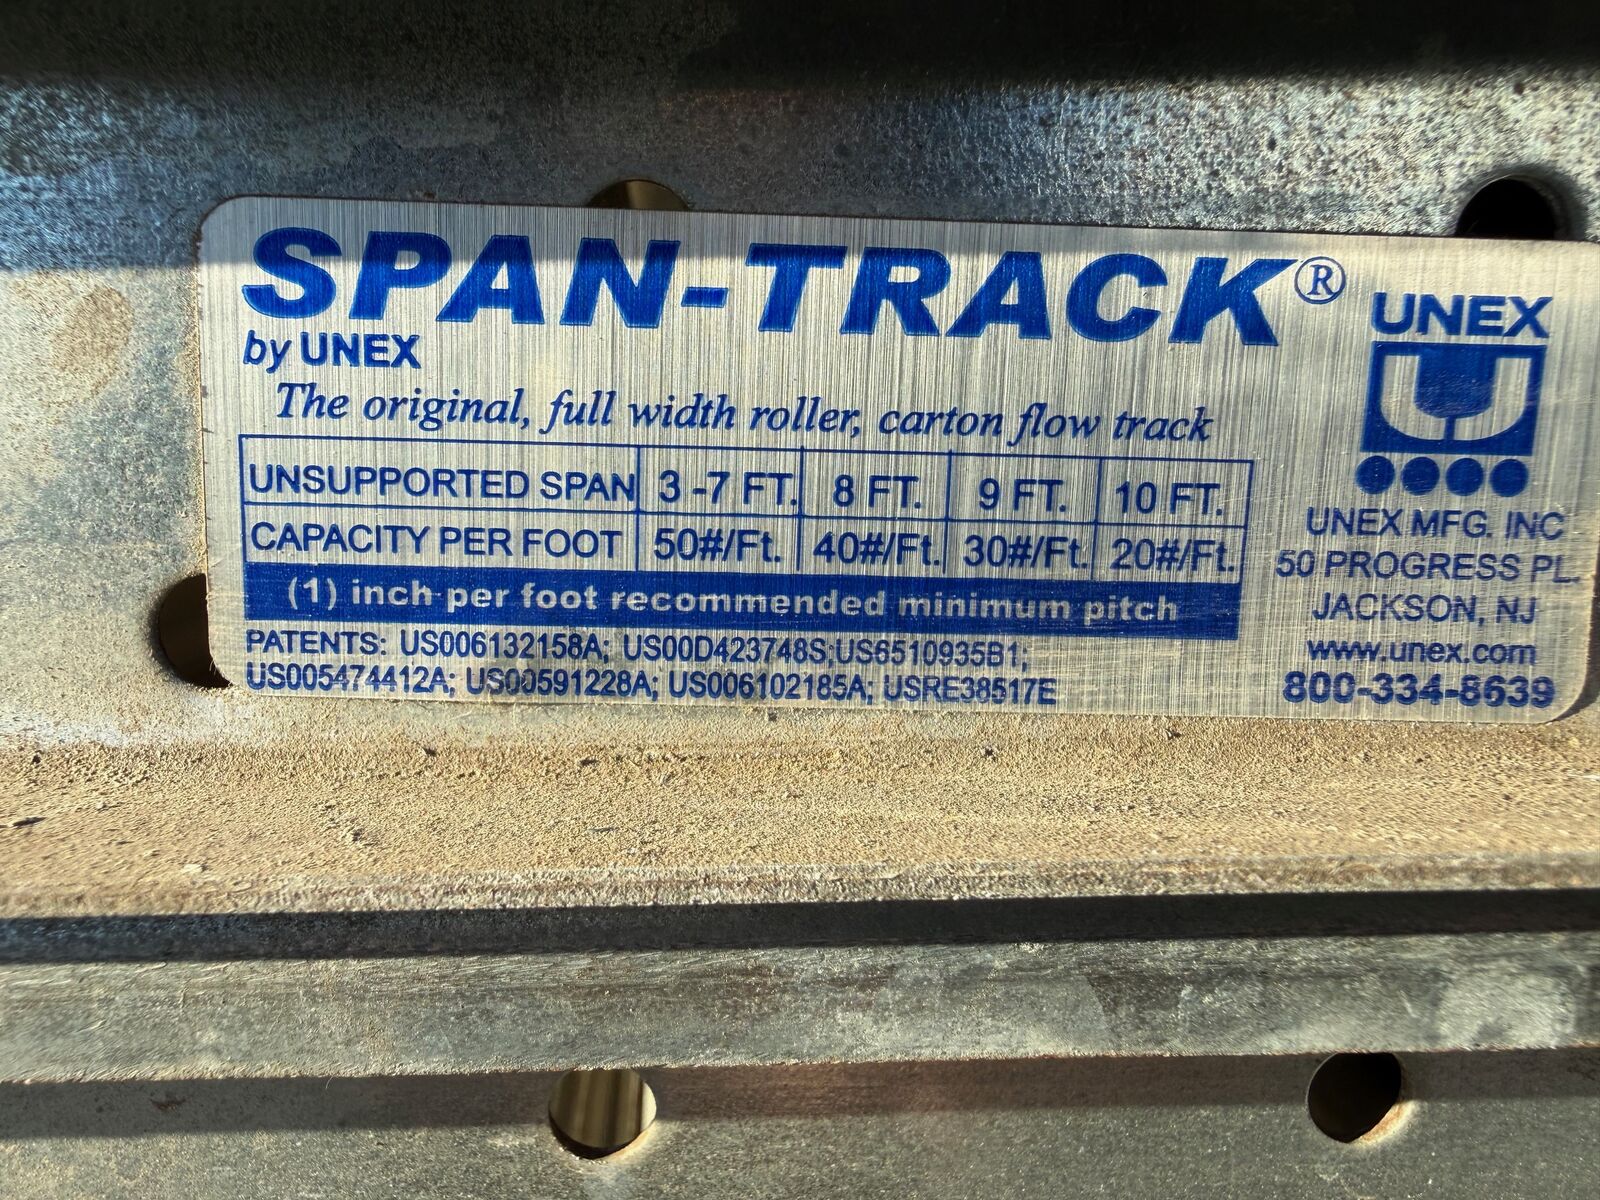 SPAN-TRACK®
by UNEX
The original, full width roller, carton flow track
UNSUPPORTED SPAN 3-7 FT. 8 FT. 9 FT. 10 FT.
CAPACITY PER FOOT 50#/Ft. 40#/Ft. 30#/Ft. 20#/Ft.
(1) inch per foot recommended minimum pitch
PATENTS: US006132158A; US00D423748S;US6510935B1;
US005474412A; US00591228A; US006102185A; USRE38517E
UNEX
UNEX MFG. INC
50 PROGRESS PL.
JACKSON, NJ
www.unex.com
800-334-8639